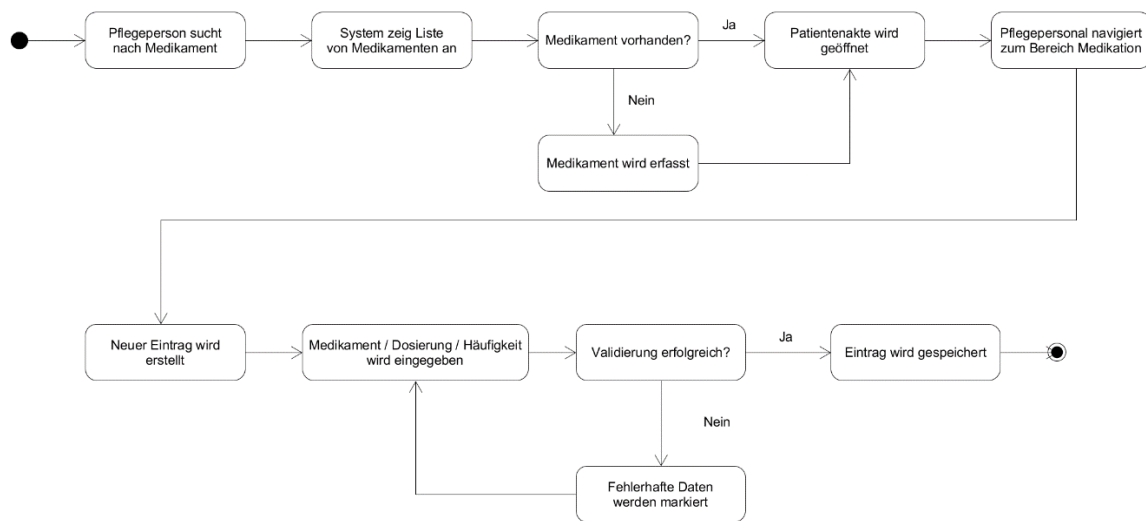 Pflegeperson sucht
nach Medikament
System zeig Liste
von Medikamenten an
Medikament vorhanden?
Ja
Patientenakte wird
geöffnet
Pflegepersonal navigiert
zum Bereich Medikation
Nein
Medikament wird erfasst
Neuer Eintrag wird
erstellt
Medikament / Dosierung / Häufigkeit
wird eingegeben
Validierung erfolgreich?
Ja
Eintrag wird gespeichert
Nein
Fehlerhafte Daten
werden markiert